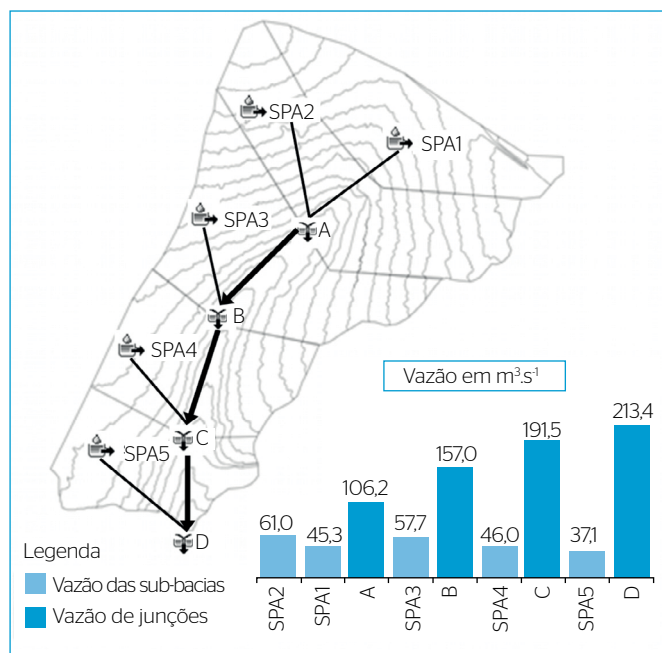 SPA2
SPA1
SPA3
A
B
SPA4
Vazão em m³.s⁻¹
C
SPA5
D
213,4
191,5
157,0
106,2
61,0
45,3
57,7
46,0
37,1
SPA2
SPA1
A
SPA3
B
SPA4
C
SPA5
D
Legenda
Vazão das sub-bacias
Vazão de junções